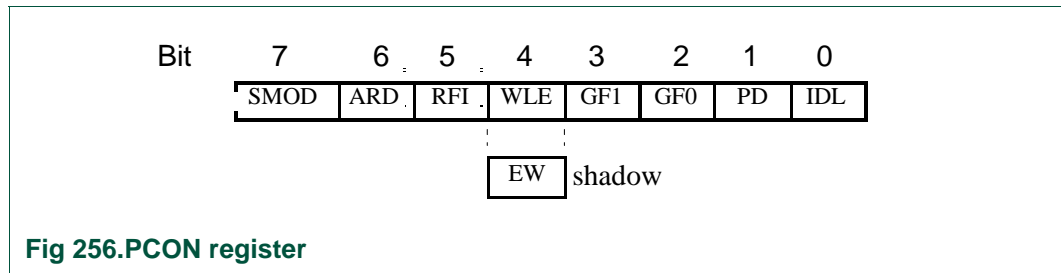 Bit 7 6 5 4 3 2 1 0
SMOD ARD RFI WLE GF1 GF0 PD IDL
EW shadow
Fig 256.PCON register